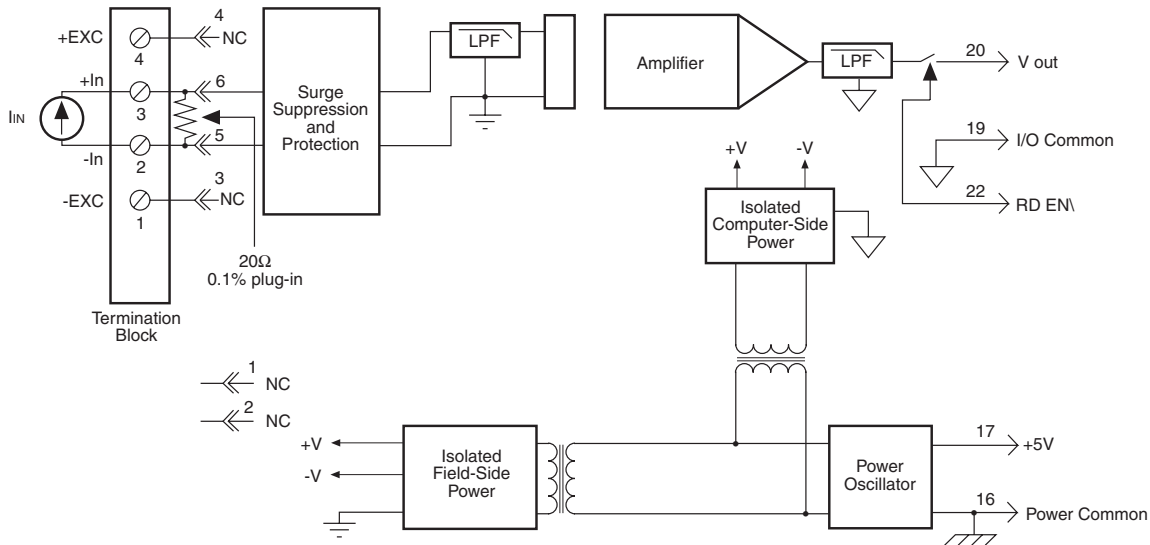 +EXC
4
4
NC
+In
3
6
IIN
-In
2
5
-EXC
1
3
NC
Surge
Suppression
and
Protection
20Ω
0.1% plug-in
Termination
Block
LPF
Amplifier
LPF
20
V out
19
I/O Common
22
RD EN\
+V
-V
Isolated
Computer-Side
Power
1
NC
2
NC
+V
-V
Isolated
Field-Side
Power
Power
Oscillator
17
+5V
16
Power Common